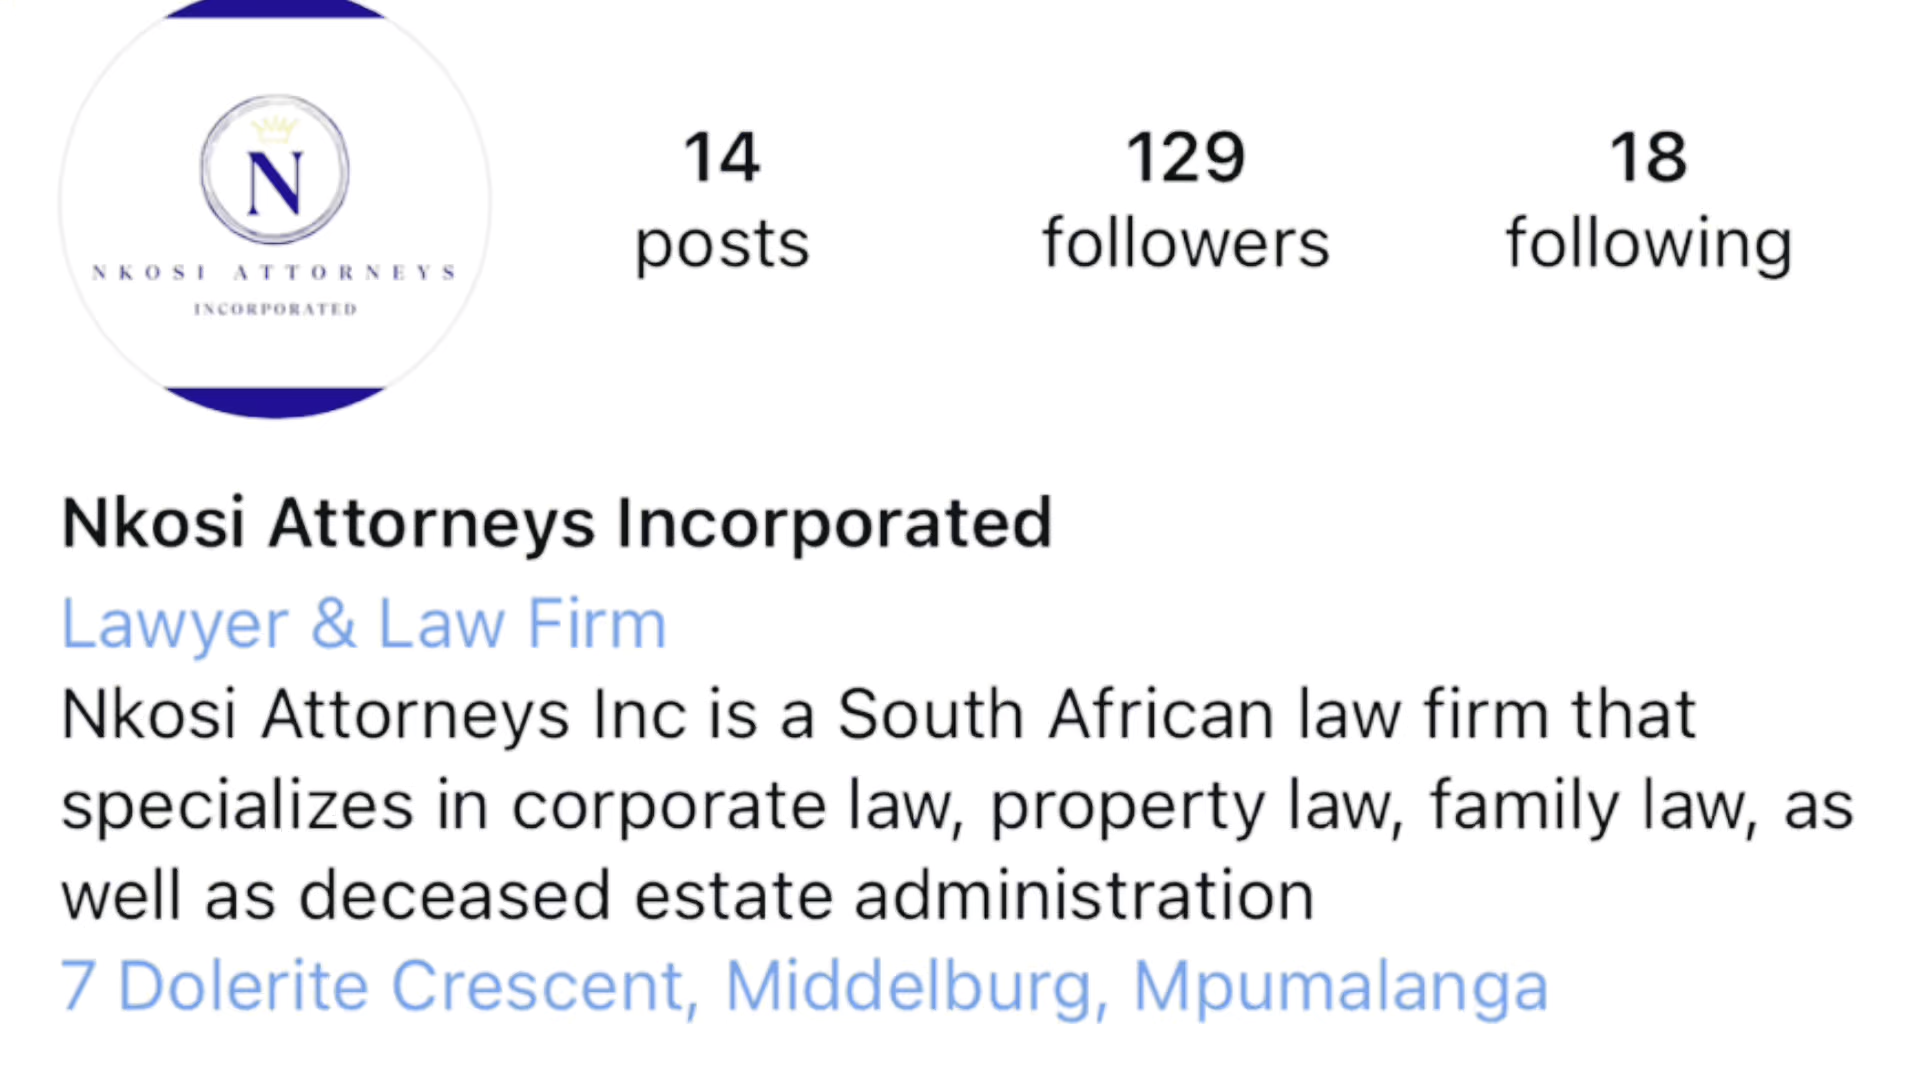 N
NKOSI ATTORNEYS
INCORPORATED
14 129 18
posts followers following
Nkosi Attorneys Incorporated
Lawyer & Law Firm
Nkosi Attorneys Inc is a South African law firm that
specializes in corporate law, property law, family law, as
well as deceased estate administration
7 Dolerite Crescent, Middelburg, Mpumalanga